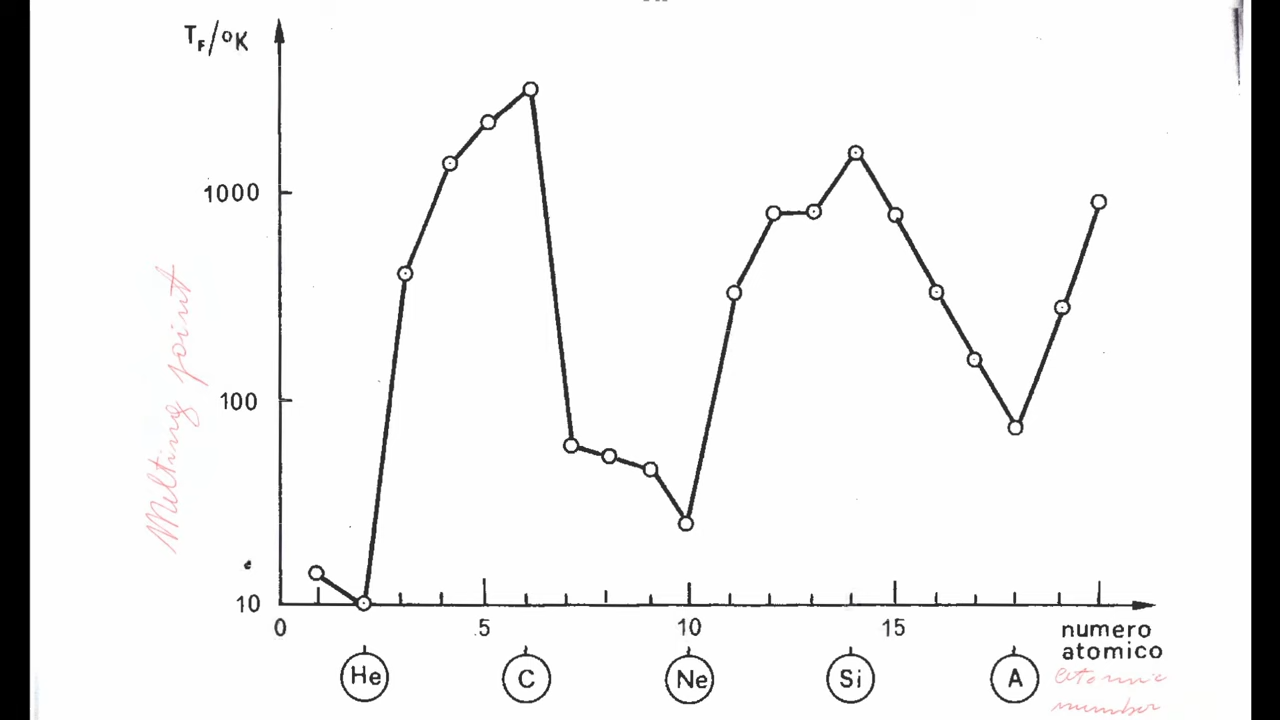 T_F/°K
1000
100
10
0
5
10
15
numero
atomico
He
C
Ne
Si
A
Melting point
atomic
number